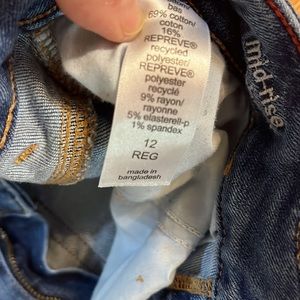 bas
69% cotton/
coton
16%
REPREVE®
recycled
polyester/
REPREVE®
polyester
recyclé
9% rayon/
rayonne
5% elasterell-p
1% spandex
12
REG
made in
bangladesh
mid-rise